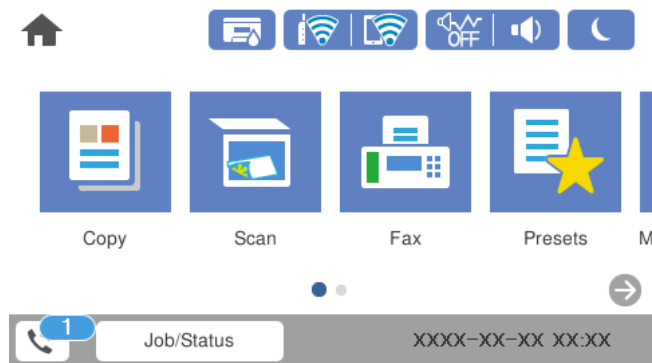 OFF
Copy
Scan
Fax
Presets
M
1
Job/Status
XXXX-XX-XX XX:XX